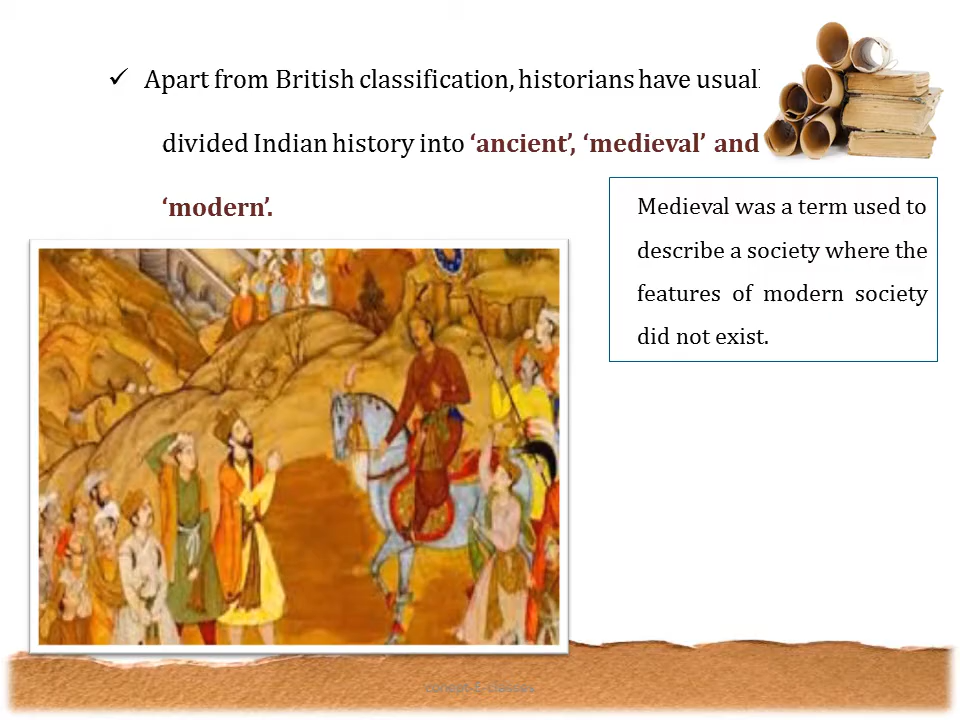 ✓ Apart from British classification, historians have usuall
divided Indian history into ‘ancient’, ‘medieval’ and
‘modern’.
Medieval was a term used to
describe a society where the
features of modern society
did not exist.